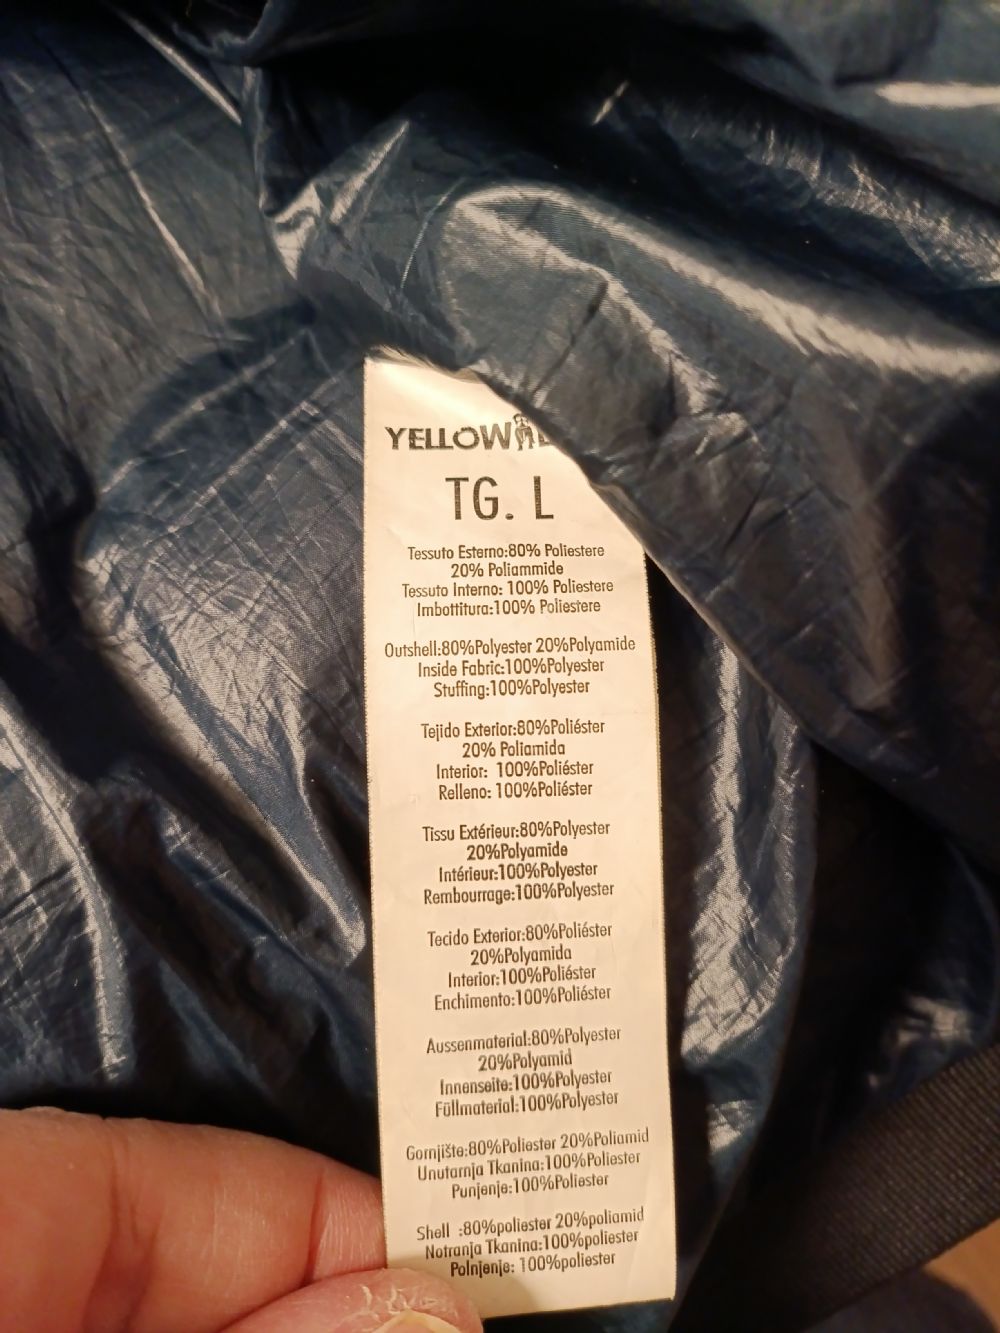 YELLOW
TG. L
Tessuto Esterno:80% Poliestere
20% Poliammide
Tessuto Interno: 100% Poliestere
Imbottitura:100% Poliestere
Outshell:80%Polyester 20%Polyamide
Inside Fabric:100%Polyester
Stuffing:100%Polyester
Tejido Exterior:80%Poliéster
20% Poliamida
Interior: 100%Poliéster
Relleno: 100%Poliéster
Tissu Extérieur:80%Polyester
20%Polyamide
Intérieur:100%Polyester
Rembourrage:100%Polyester
Tecido Exterior:80%Poliéster
20%Polyamida
Interior:100%Poliéster
Enchimento:100%Poliéster
Aussenmaterial:80%Polyester
20%Polyamid
Innenseite:100%Polyester
Füllmaterial:100%Polyester
Gornjište:80%Poliester 20%Poliamid
Unutarnja Tkanina:100%Poliester
Punjenje:100%Poliester
Shell :80%poliester 20%poliamid
Notranja Tkanina:100%poliester
Polnjenje: 100%poliester